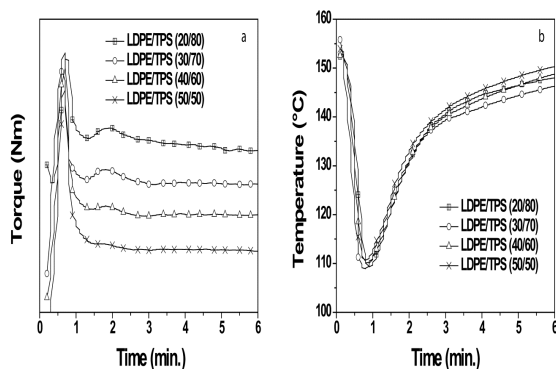 a
LDPE/TPS (20/80)
LDPE/TPS (30/70)
LDPE/TPS (40/60)
LDPE/TPS (50/50)
Torque (Nm)
0 1 2 3 4 5 6
Time (min.)
b
160
150
140
130
120
110
100
Temperature (°C)
LDPE/TPS (20/80)
LDPE/TPS (30/70)
LDPE/TPS (40/60)
LDPE/TPS (50/50)
0 1 2 3 4 5 6
Time (min.)